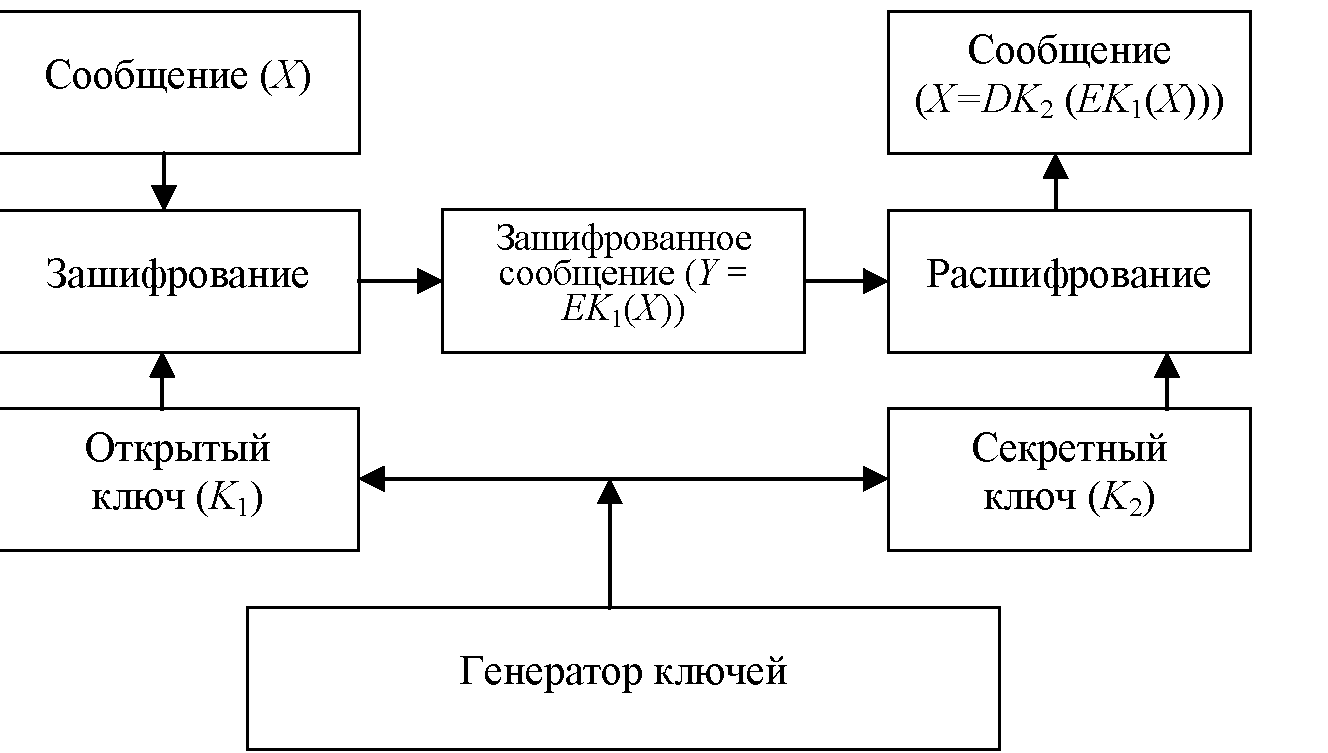 Сообщение (X)
Сообщение
(X=DK₂ (EK₁(X)))
Зашифрование
Зашифрованное
сообщение (Y =
EK₁(X))
Расшифрование
Открытый
ключ (K₁)
Секретный
ключ (K₂)
Генератор ключей